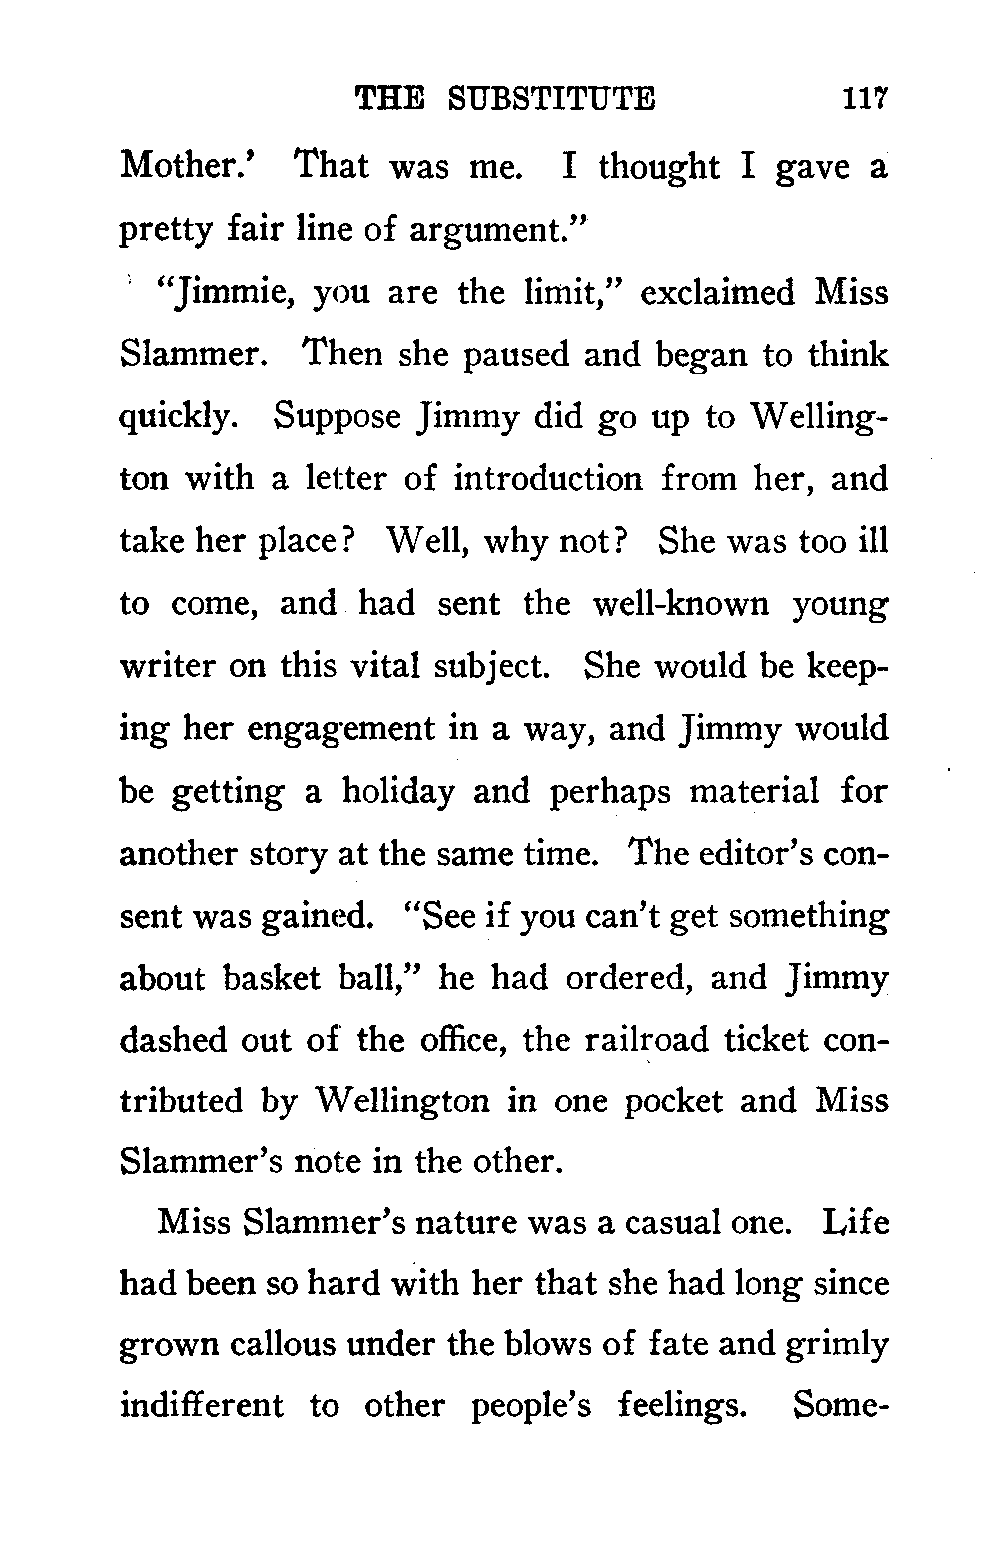 THE SUBSTITUTE 117
Mother.' That was me. I thought I gave a
pretty fair line of argument."
"Jimmie, you are the limit," exclaimed Miss
Slammer. Then she paused and began to think
quickly. Suppose Jimmy did go up to Welling-
ton with a letter of introduction from her, and
take her place? Well, why not? She was too ill
to come, and had sent the well-known young
writer on this vital subject. She would be keep-
ing her engagement in a way, and Jimmy would
be getting a holiday and perhaps material for
another story at the same time. The editor's con-
sent was gained. "See if you can't get something
about basket ball," he had ordered, and Jimmy
dashed out of the office, the railroad ticket con-
tributed by Wellington in one pocket and Miss
Slammer's note in the other.
Miss Slammer's nature was a casual one. Life
had been so hard with her that she had long since
grown callous under the blows of fate and grimly
indifferent to other people's feelings. Some-